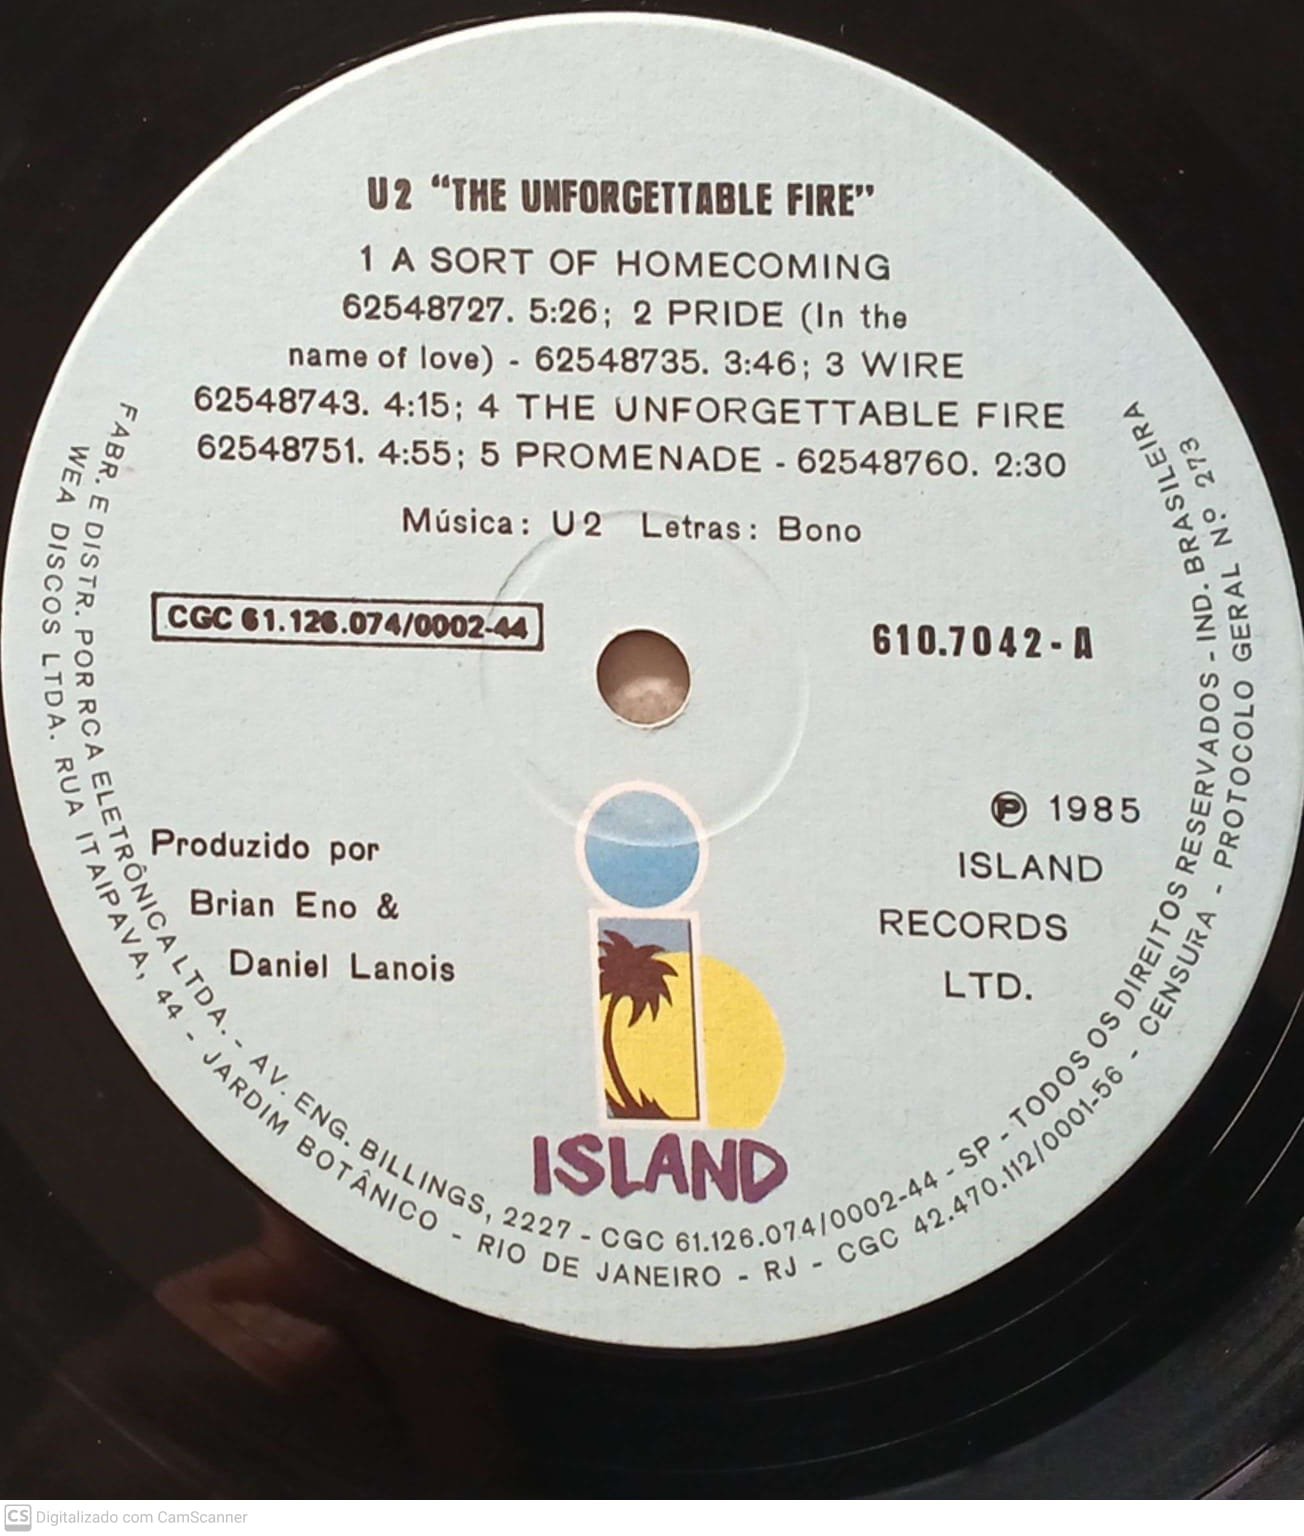 U2 “THE UNFORGETTABLE FIRE”
1 A SORT OF HOMECOMING
62548727. 5:26; 2 PRIDE (In the
name of love) - 62548735. 3:46; 3 WIRE
62548743. 4:15; 4 THE UNFORGETTABLE FIRE
62548751. 4:55; 5 PROMENADE - 62548760. 2:30
Música: U2 Letras: Bono
CGC 61.126.074/0002-44
610.7042-A
Produzido por
Brian Eno &
Daniel Lanois
Ⓟ 1985
ISLAND
RECORDS
LTD.
ISLAND
FABR. E DISTR. POR RCA ELETRÔNICA LTDA. - AV. ENG. BILLINGS, 2227 - CGC 61.126.074/0002-44 - SP - TODOS OS DIREITOS RESERVADOS - IND. BRASILEIRA
WEA DISCOS LTDA. RUA ITAIPAVA, 44 - JARDIM BOTÂNICO - RIO DE JANEIRO - RJ - CGC 42.470.112/0001-56 - CENSURA - PROTOCOLO GERAL Nº 273
CS Digitalizado com CamScanner